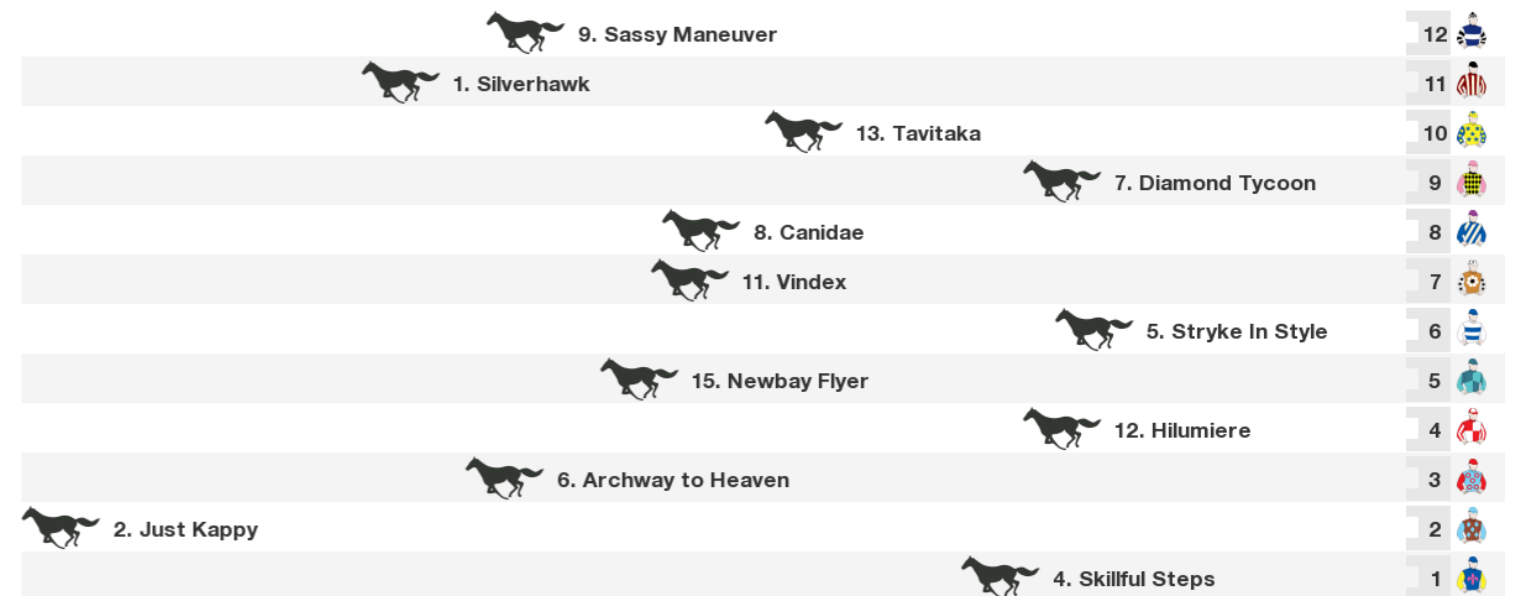 9. Sassy Maneuver 12
1. Silverhawk 11
13. Tavitaka 10
7. Diamond Tycoon 9
8. Canidae 8
11. Vindex 7
5. Stryke In Style 6
15. Newbay Flyer 5
12. Hilumiere 4
6. Archway to Heaven 3
2. Just Kappy 2
4. Skillful Steps 1